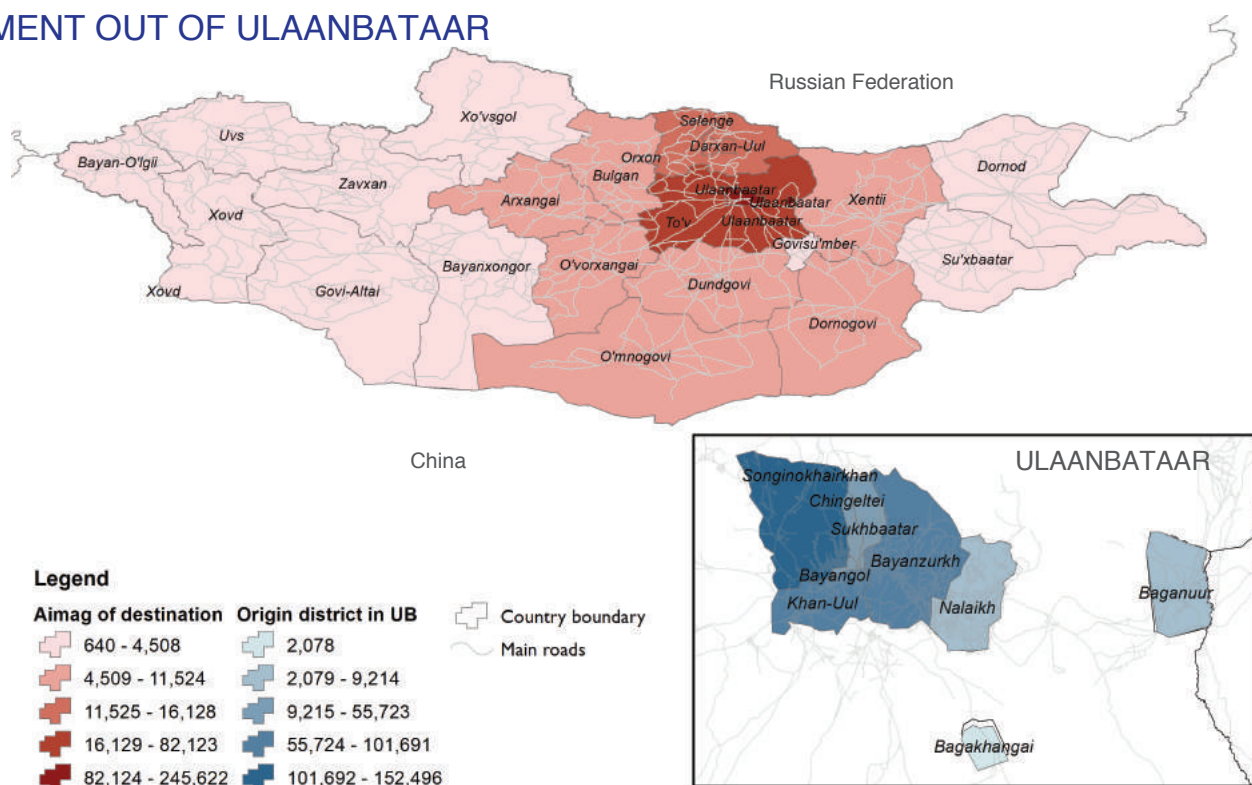 MENT OUT OF ULAANBATAAR
Russian Federation
Xo'vsgol
Selenge
Uvs
Darxan-Uul
Bayan-O'lgii
Orxon
Dornod
Zavxan
Bulgan
Ulaanbaatar
Arxangai
Ulaanbaatar
Xentii
Xovd
To'v
Ulaanbaatar
Govisu'mber
Bayanxongor
O'vorxangai
Su'xbaatar
Xovd
Govi-Altai
Dundgovi
Dornogovi
O'mnogovi
China
ULAANBATAAR
Songinokhairkhan
Chingeltei
Sukhbaatar
Bayanzurkh
Bayangol
Khan-Uul
Nalaikh
Baganuur
Bagakhangai
Legend
Aimag of destination
640 - 4,508
4,509 - 11,524
11,525 - 16,128
16,129 - 82,123
82,124 - 245,622
Origin district in UB
2,078
2,079 - 9,214
9,215 - 55,723
55,724 - 101,691
101,692 - 152,496
Country boundary
Main roads